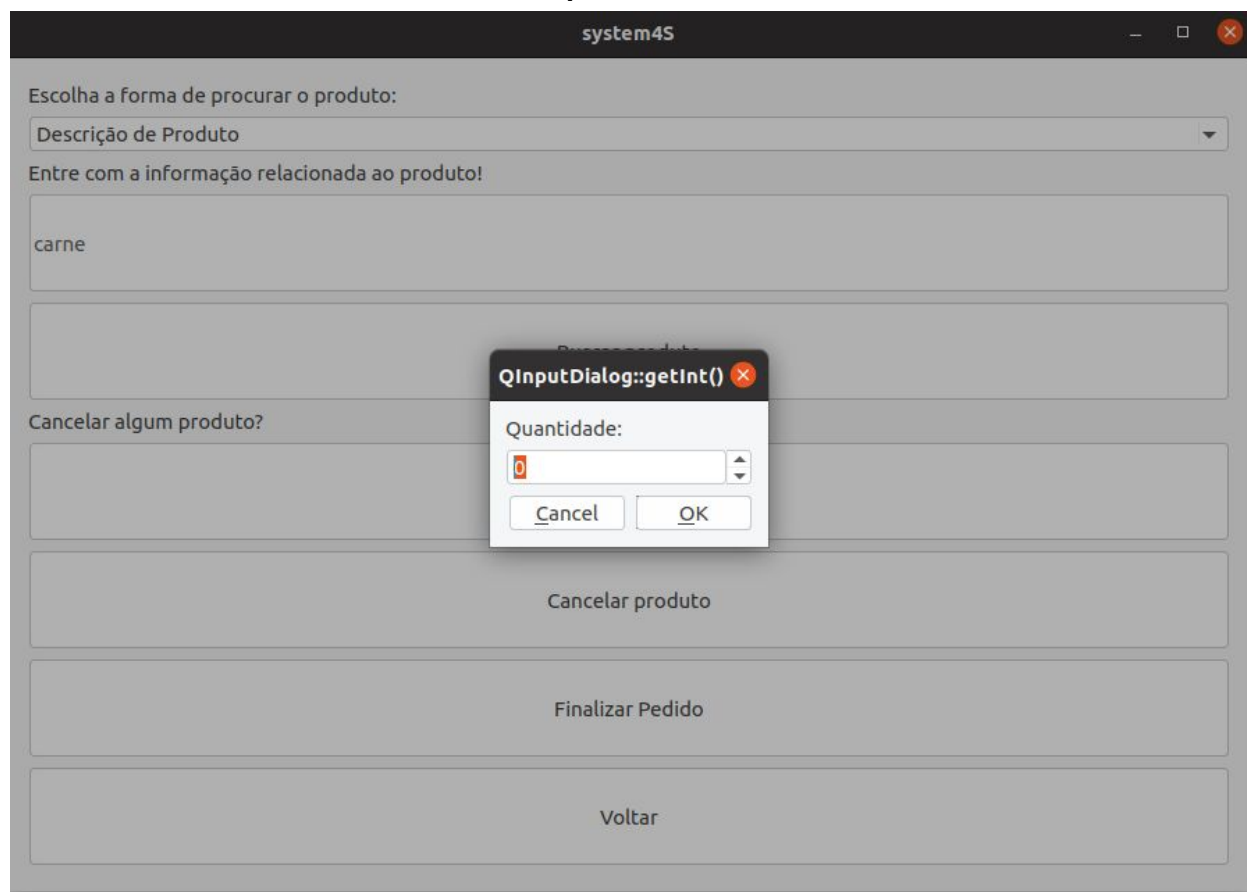 system4S
Escolha a forma de procurar o produto:
Descrição de Produto
Entre com a informação relacionada ao produto!
carne
QInputDialog::getInt()
Cancelar algum produto?
Quantidade:
0
Cancel OK
Cancelar produto
Finalizar Pedido
Voltar